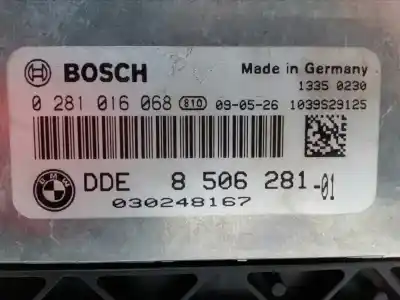 BOSCH
Made in Germany
1335 0230
0 281 016 068 S10 09-05-26 1039S29125
DDE 8 506 281-01
030248167